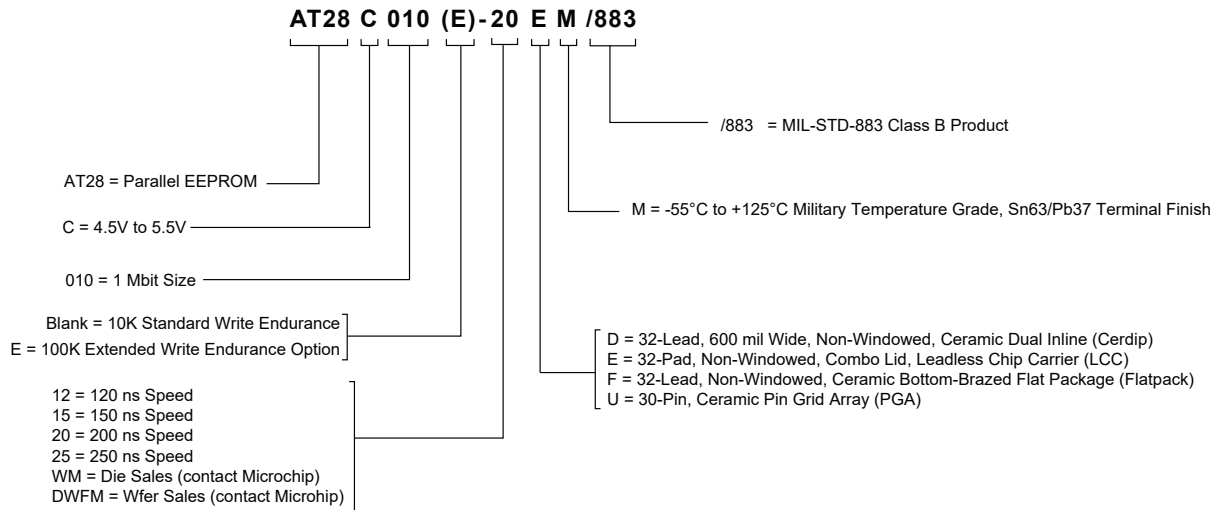 AT28 C 010 (E)-20 E M /883
/883 = MIL-STD-883 Class B Product
AT28 = Parallel EEPROM
M = -55°C to +125°C Military Temperature Grade, Sn63/Pb37 Terminal Finish
C = 4.5V to 5.5V
010 = 1 Mbit Size
Blank = 10K Standard Write Endurance
E = 100K Extended Write Endurance Option
D = 32-Lead, 600 mil Wide, Non-Windowed, Ceramic Dual Inline (Cerdip)
E = 32-Pad, Non-Windowed, Combo Lid, Leadless Chip Carrier (LCC)
F = 32-Lead, Non-Windowed, Ceramic Bottom-Brazed Flat Package (Flatpack)
U = 30-Pin, Ceramic Pin Grid Array (PGA)
12 = 120 ns Speed
15 = 150 ns Speed
20 = 200 ns Speed
25 = 250 ns Speed
WM = Die Sales (contact Microchip)
DWFM = Wfer Sales (contact Microhip)